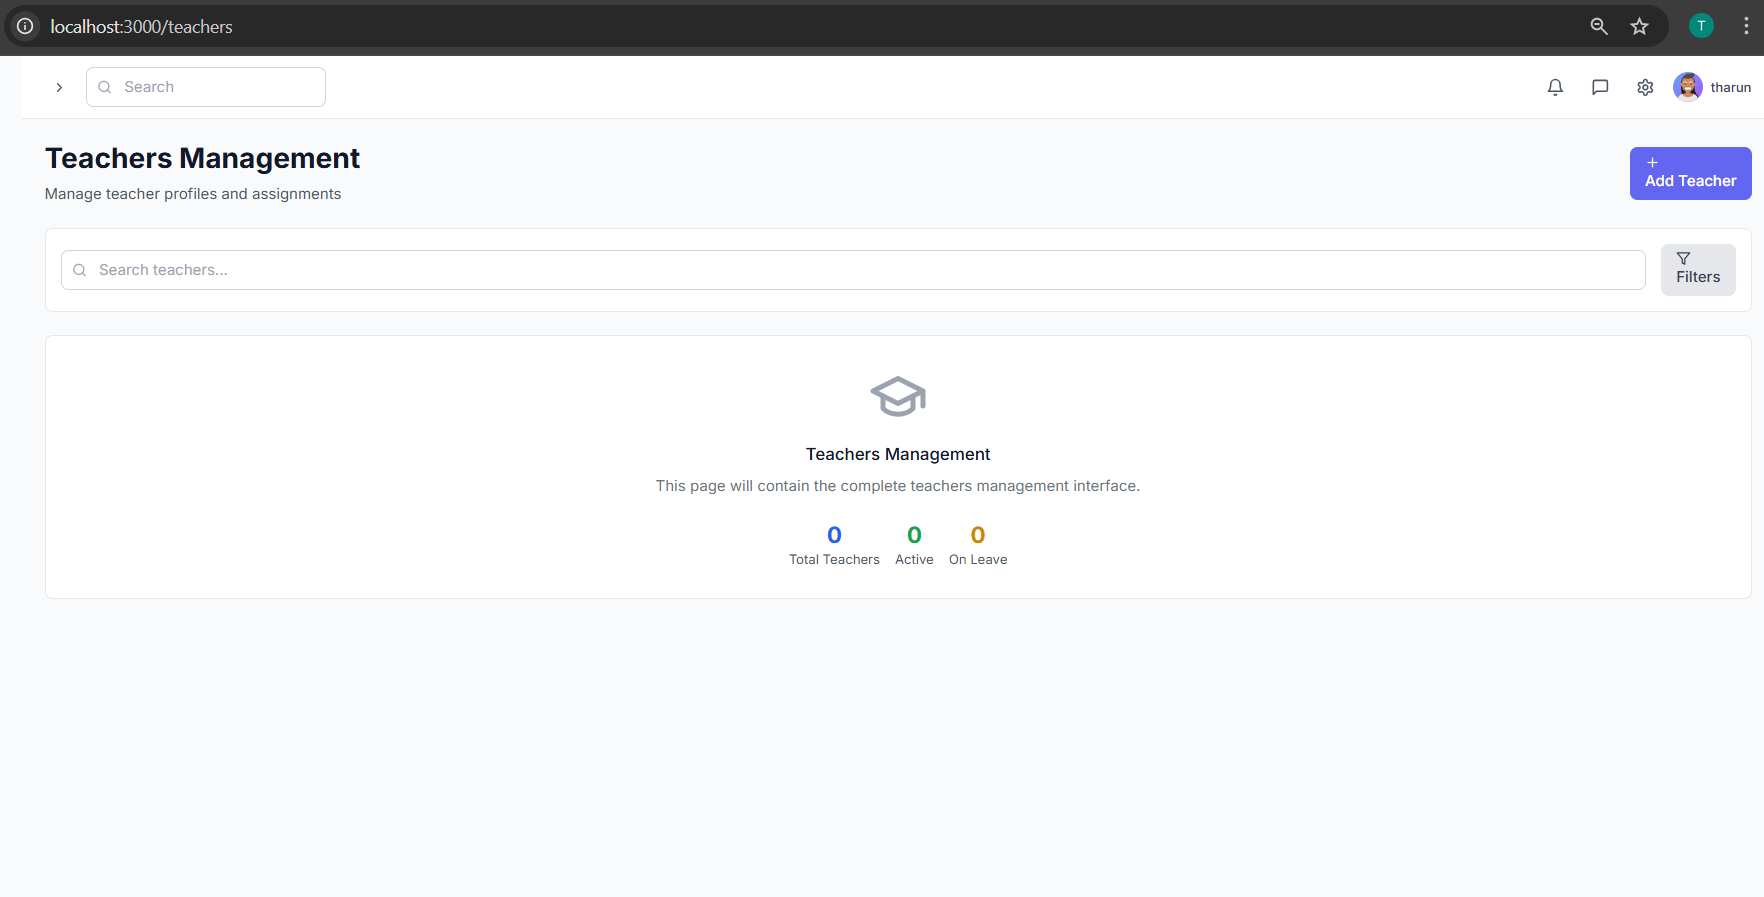 localhost:3000/teachers
T
Search
tharun
Teachers Management
Manage teacher profiles and assignments
Add Teacher
Search teachers...
Filters
Teachers Management
This page will contain the complete teachers management interface.
0 0 0
Total Teachers Active On Leave